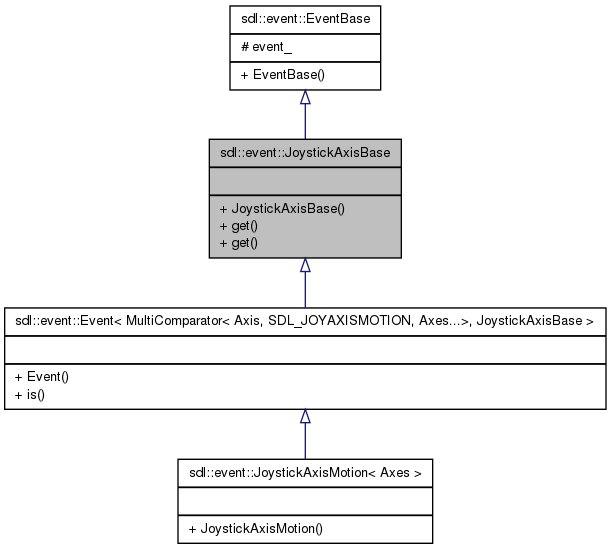 sdl::event::EventBase
# event_
+ EventBase()
sdl::event::JoystickAxisBase
+ JoystickAxisBase()
+ get()
+ get()
sdl::event::Event< MultiComparator< Axis, SDL_JOYAXISMOTION, Axes...>, JoystickAxisBase >
+ Event()
+ is()
sdl::event::JoystickAxisMotion< Axes >
+ JoystickAxisMotion()